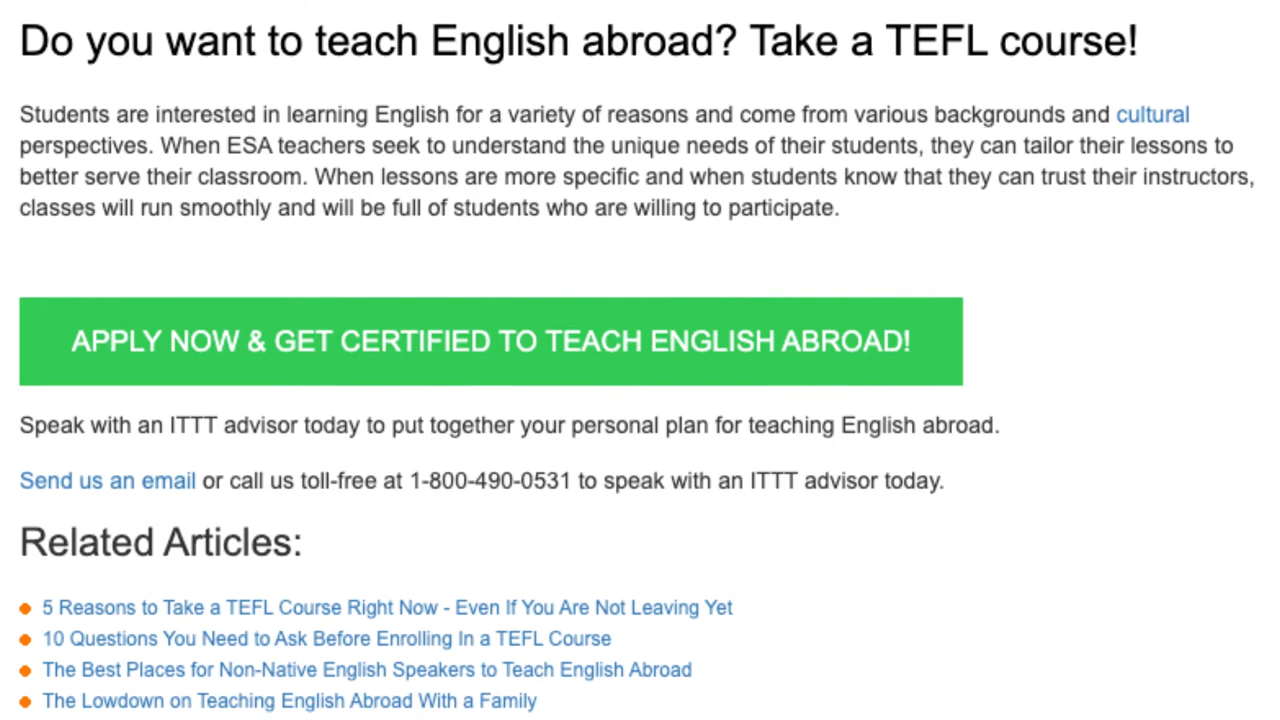 Do you want to teach English abroad? Take a TEFL course!
Students are interested in learning English for a variety of reasons and come from various backgrounds and cultural
perspectives. When ESA teachers seek to understand the unique needs of their students, they can tailor their lessons to
better serve their classroom. When lessons are more specific and when students know that they can trust their instructors,
classes will run smoothly and will be full of students who are willing to participate.
APPLY NOW & GET CERTIFIED TO TEACH ENGLISH ABROAD!
Speak with an ITTT advisor today to put together your personal plan for teaching English abroad.
Send us an email or call us toll-free at 1-800-490-0531 to speak with an ITTT advisor today.
Related Articles:
5 Reasons to Take a TEFL Course Right Now - Even If You Are Not Leaving Yet
10 Questions You Need to Ask Before Enrolling In a TEFL Course
The Best Places for Non-Native English Speakers to Teach English Abroad
The Lowdown on Teaching English Abroad With a Family